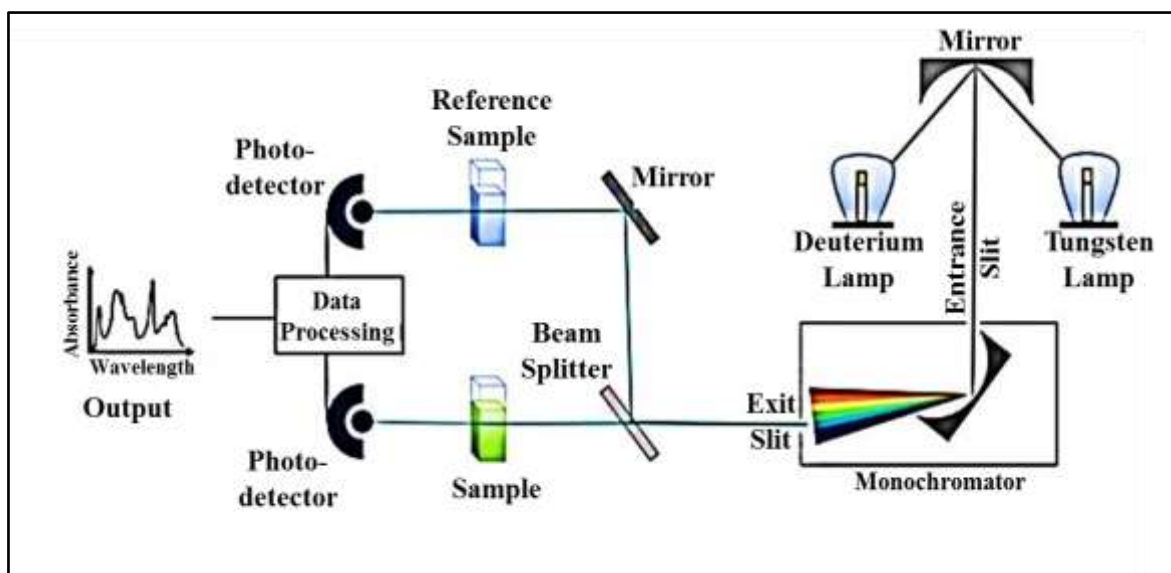 Mirror
Reference
Sample
Photo-
detector
Mirror
Deuterium
Lamp
Tungsten
Lamp
Entrance
Slit
Absorbance
Wavelength
Output
Data
Processing
Beam
Splitter
Exit
Slit
Photo-
detector
Sample
Monochromator